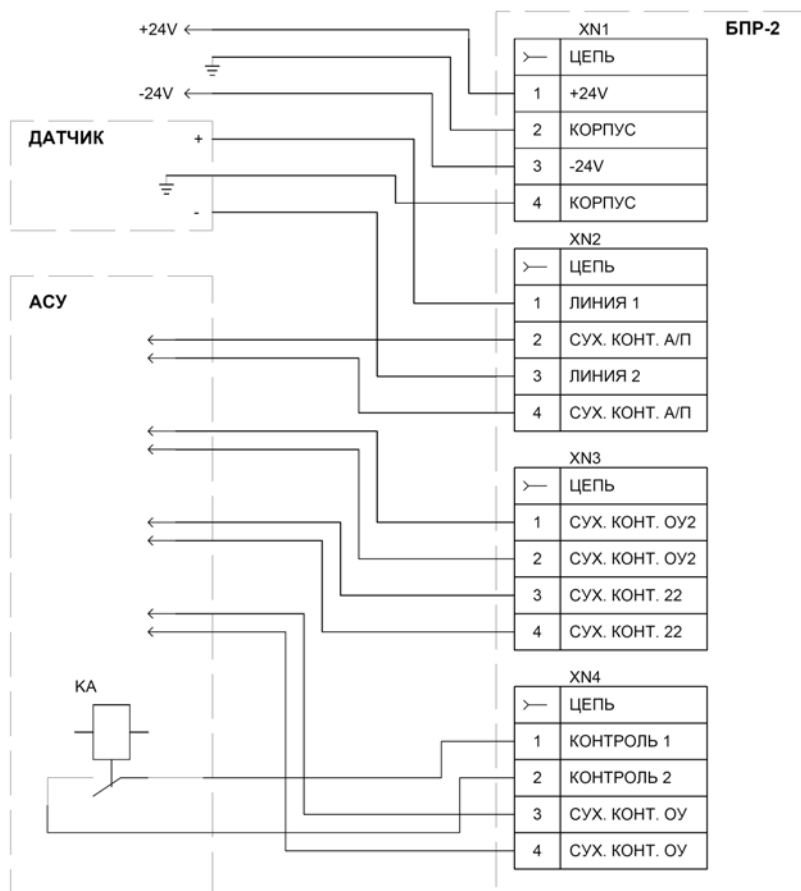 +24V
-24V
ДАТЧИК
+
-
АСУ
KA
БПР-2
XN1
ЦЕПЬ
1 +24V
2 КОРПУС
3 -24V
4 КОРПУС
XN2
ЦЕПЬ
1 ЛИНИЯ 1
2 СУХ. КОНТ. А/П
3 ЛИНИЯ 2
4 СУХ. КОНТ. А/П
XN3
ЦЕПЬ
1 СУХ. КОНТ. ОУ2
2 СУХ. КОНТ. ОУ2
3 СУХ. КОНТ. 22
4 СУХ. КОНТ. 22
XN4
ЦЕПЬ
1 КОНТРОЛЬ 1
2 КОНТРОЛЬ 2
3 СУХ. КОНТ. ОУ
4 СУХ. КОНТ. ОУ